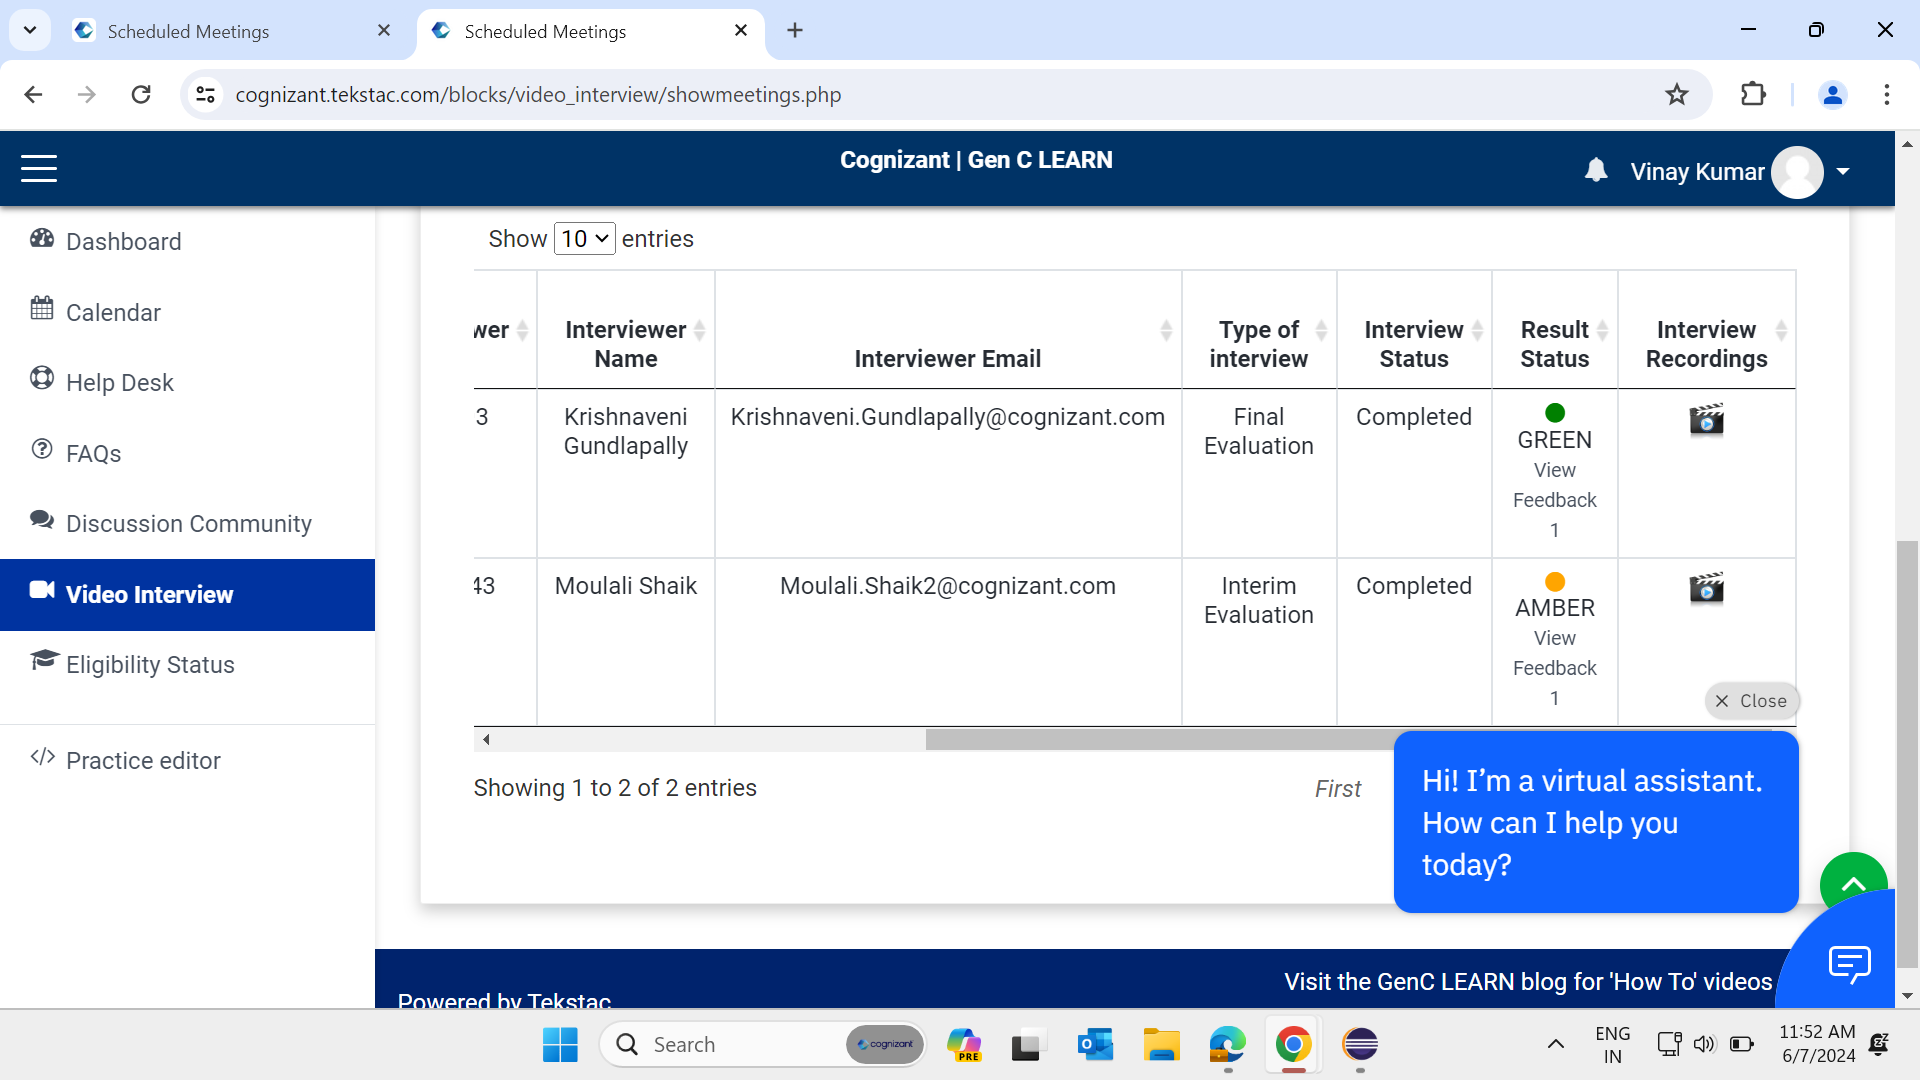 Scheduled Meetings
Scheduled Meetings
cognizant.tekstac.com/blocks/video_interview/showmeetings.php
Cognizant | Gen C LEARN
Vinay Kumar
Dashboard
Calendar
Help Desk
FAQs
Discussion Community
Video Interview
Eligibility Status
Practice editor
Show 10 entries
wer
Interviewer
Name
Interviewer Email
Type of
interview
Interview
Status
Result
Status
Interview
Recordings
3
Krishnaveni
Gundlapally
Krishnaveni.Gundlapally@cognizant.com
Final
Evaluation
Completed
GREEN
View
Feedback
1
43
Moulali Shaik
Moulali.Shaik2@cognizant.com
Interim
Evaluation
Completed
AMBER
View
Feedback
1
Close
Showing 1 to 2 of 2 entries
First
Hi! I’m a virtual assistant.
How can I help you
today?
Visit the GenC LEARN blog for 'How To' videos
Powered by Tekstac
Search
cognizant
PRE
ENG
IN
11:52 AM
6/7/2024